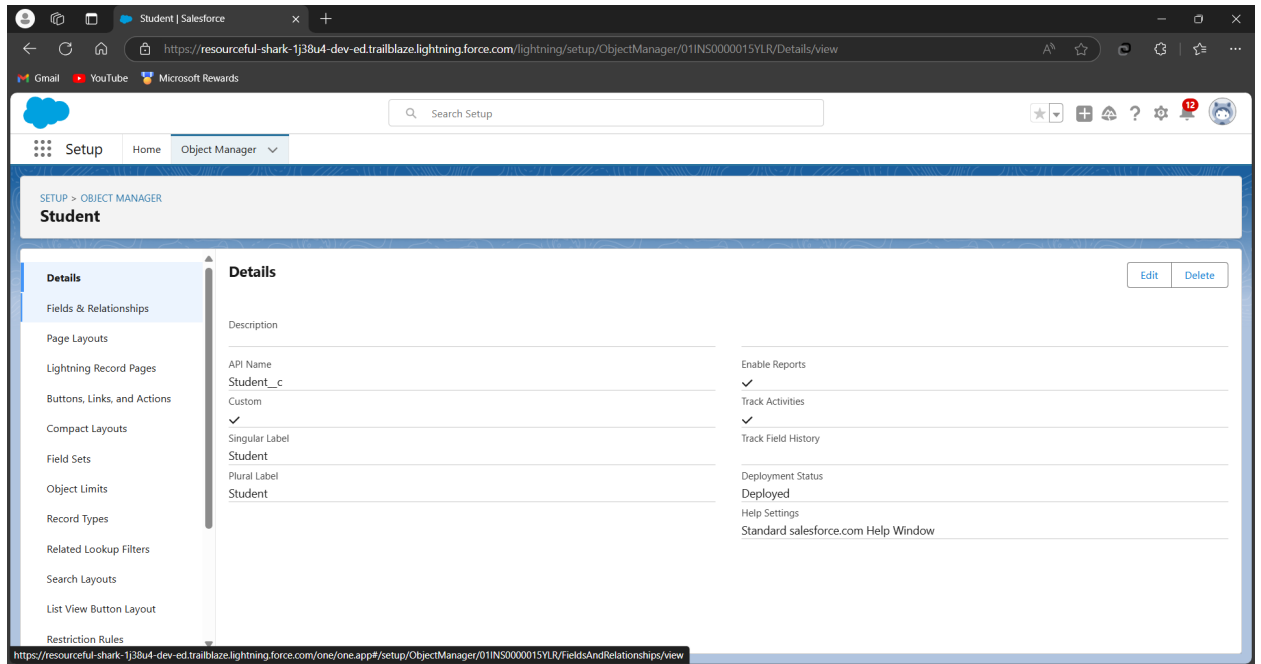 Student | Salesforce
https://resourceful-shark-1j38u4-dev-ed.trailblaze.lightning.force.com/lightning/setup/ObjectManager/01INS0000015YLR/Details/view
Gmail YouTube Microsoft Rewards
Search Setup
12
Setup Home Object Manager
SETUP > OBJECT MANAGER
Student
Details
Fields & Relationships
Page Layouts
Lightning Record Pages
Buttons, Links, and Actions
Compact Layouts
Field Sets
Object Limits
Record Types
Related Lookup Filters
Search Layouts
List View Button Layout
Restriction Rules
Details
Edit Delete
Description
API Name
Student__c
Custom
Singular Label
Student
Plural Label
Student
Enable Reports
Track Activities
Track Field History
Deployment Status
Deployed
Help Settings
Standard salesforce.com Help Window
https://resourceful-shark-1j38u4-dev-ed.trailblaze.lightning.force.com/one/one.app#/setup/ObjectManager/01INS0000015YLR/FieldsAndRelationships/view